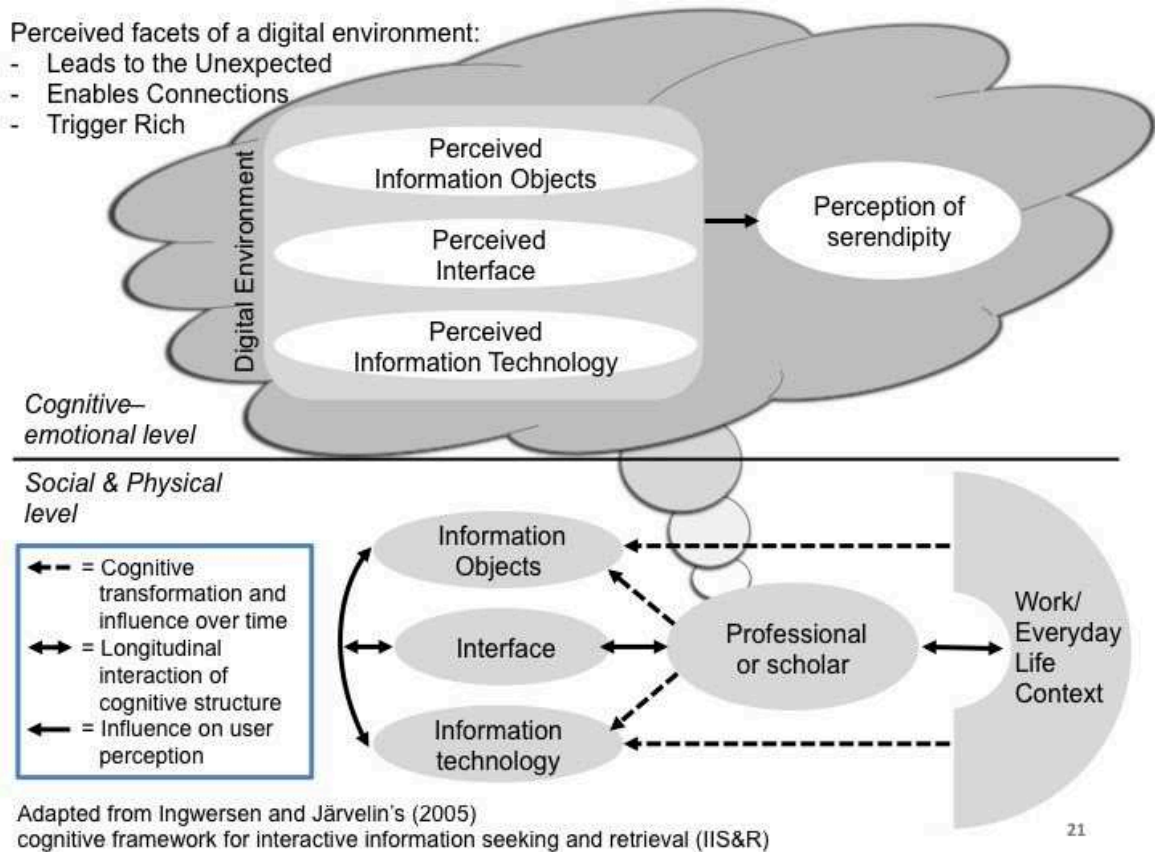 Perceived facets of a digital environment:
- Leads to the Unexpected
- Enables Connections
- Trigger Rich
Digital Environment
Perceived
Information Objects
Perceived
Interface
Perceived
Information Technology
Perception of
serendipity
Cognitive–
emotional level
Social & Physical
level
= Cognitive
transformation and
influence over time
= Longitudinal
interaction of
cognitive structure
= Influence on user
perception
Information
Objects
Interface
Information
technology
Professional
or scholar
Work/
Everyday
Life
Context
Adapted from Ingwersen and Järvelin's (2005)
cognitive framework for interactive information seeking and retrieval (IIS&R)
21